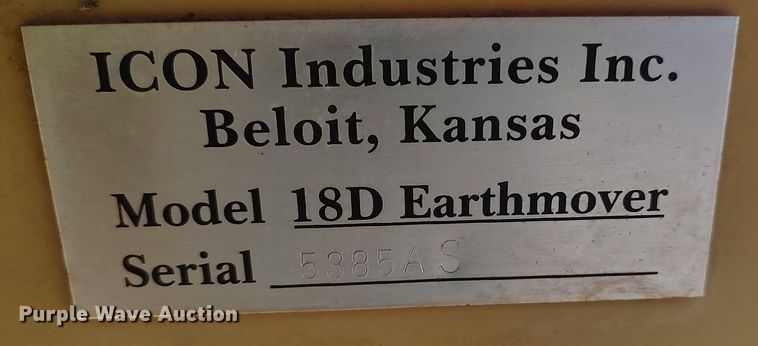 ICON Industries Inc.
Beloit, Kansas
Model 18D Earthmover
Serial 5385AS
Purple Wave Auction